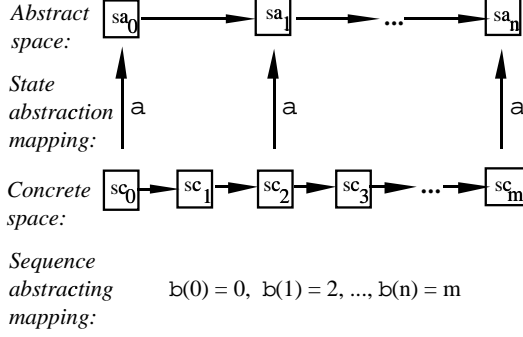 Abstract space: sa0 sa1 ... san
State abstraction mapping: a a a
Concrete space: sc0 sc1 sc2 sc3 ... scm
Sequence abstracting mapping: b(0) = 0, b(1) = 2, ..., b(n) = m